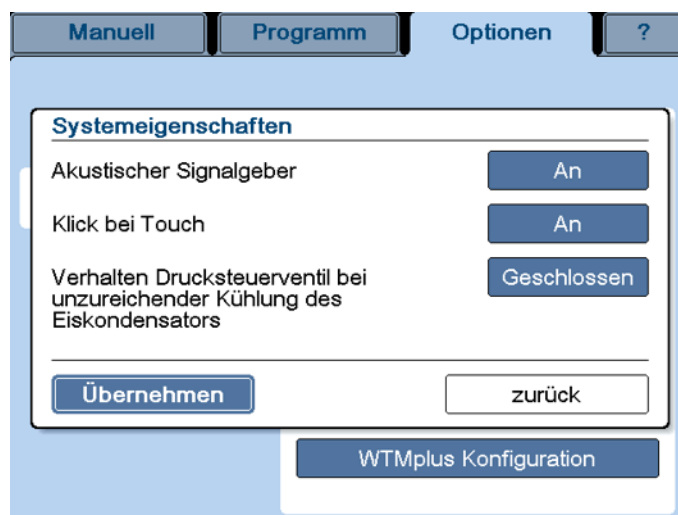 Manuell
Programm
Optionen
?
Systemeigenschaften
Akustischer Signalgeber
An
Klick bei Touch
An
Verhalten Drucksteuerventil bei
unzureichender Kühlung des
Eiskondensators
Geschlossen
Übernehmen
zurück
WTMplus Konfiguration